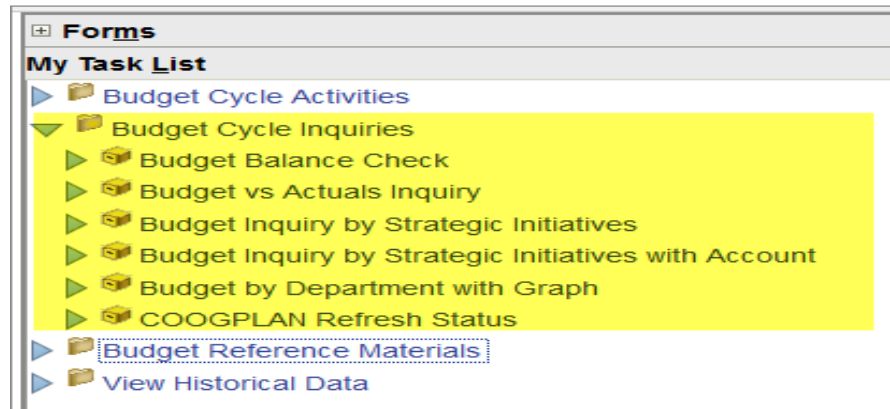 Forms
My Task List
Budget Cycle Activities
Budget Cycle Inquiries
Budget Balance Check
Budget vs Actuals Inquiry
Budget Inquiry by Strategic Initiatives
Budget Inquiry by Strategic Initiatives with Account
Budget by Department with Graph
COOGPLAN Refresh Status
Budget Reference Materials
View Historical Data